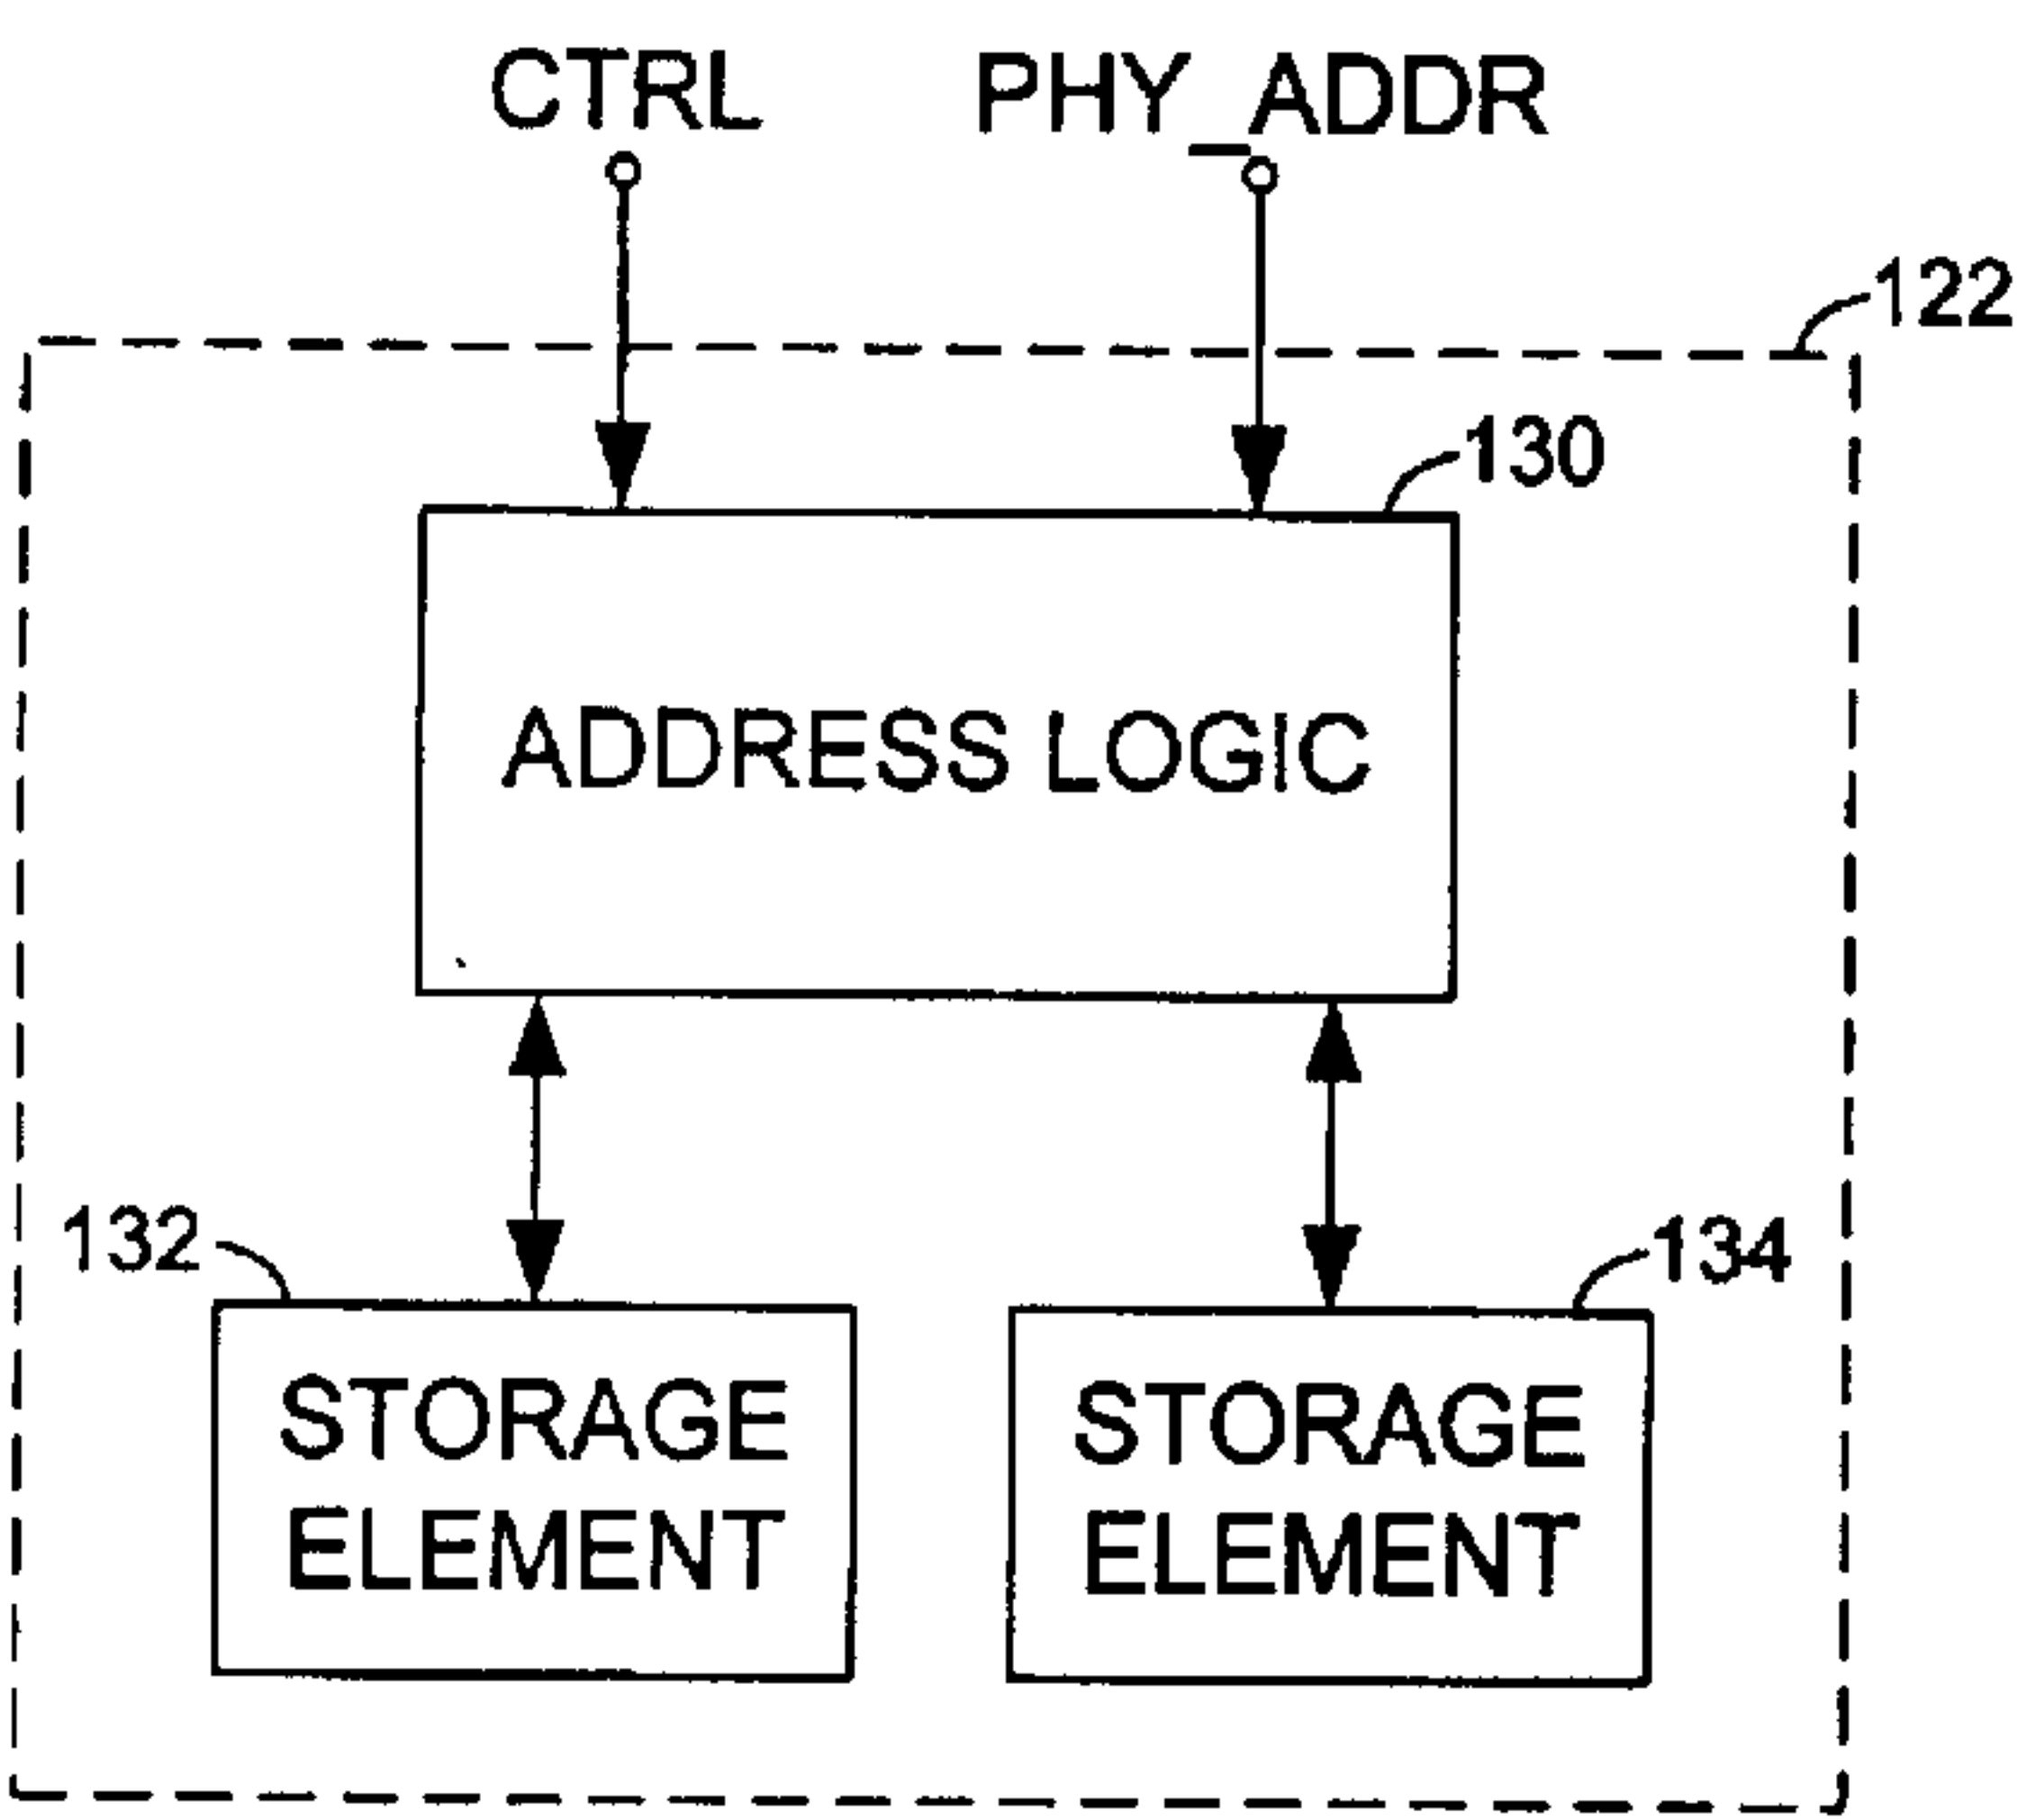 CTRL PHY_ADDR
122
130
ADDRESS LOGIC
132
134
STORAGE
ELEMENT
STORAGE
ELEMENT